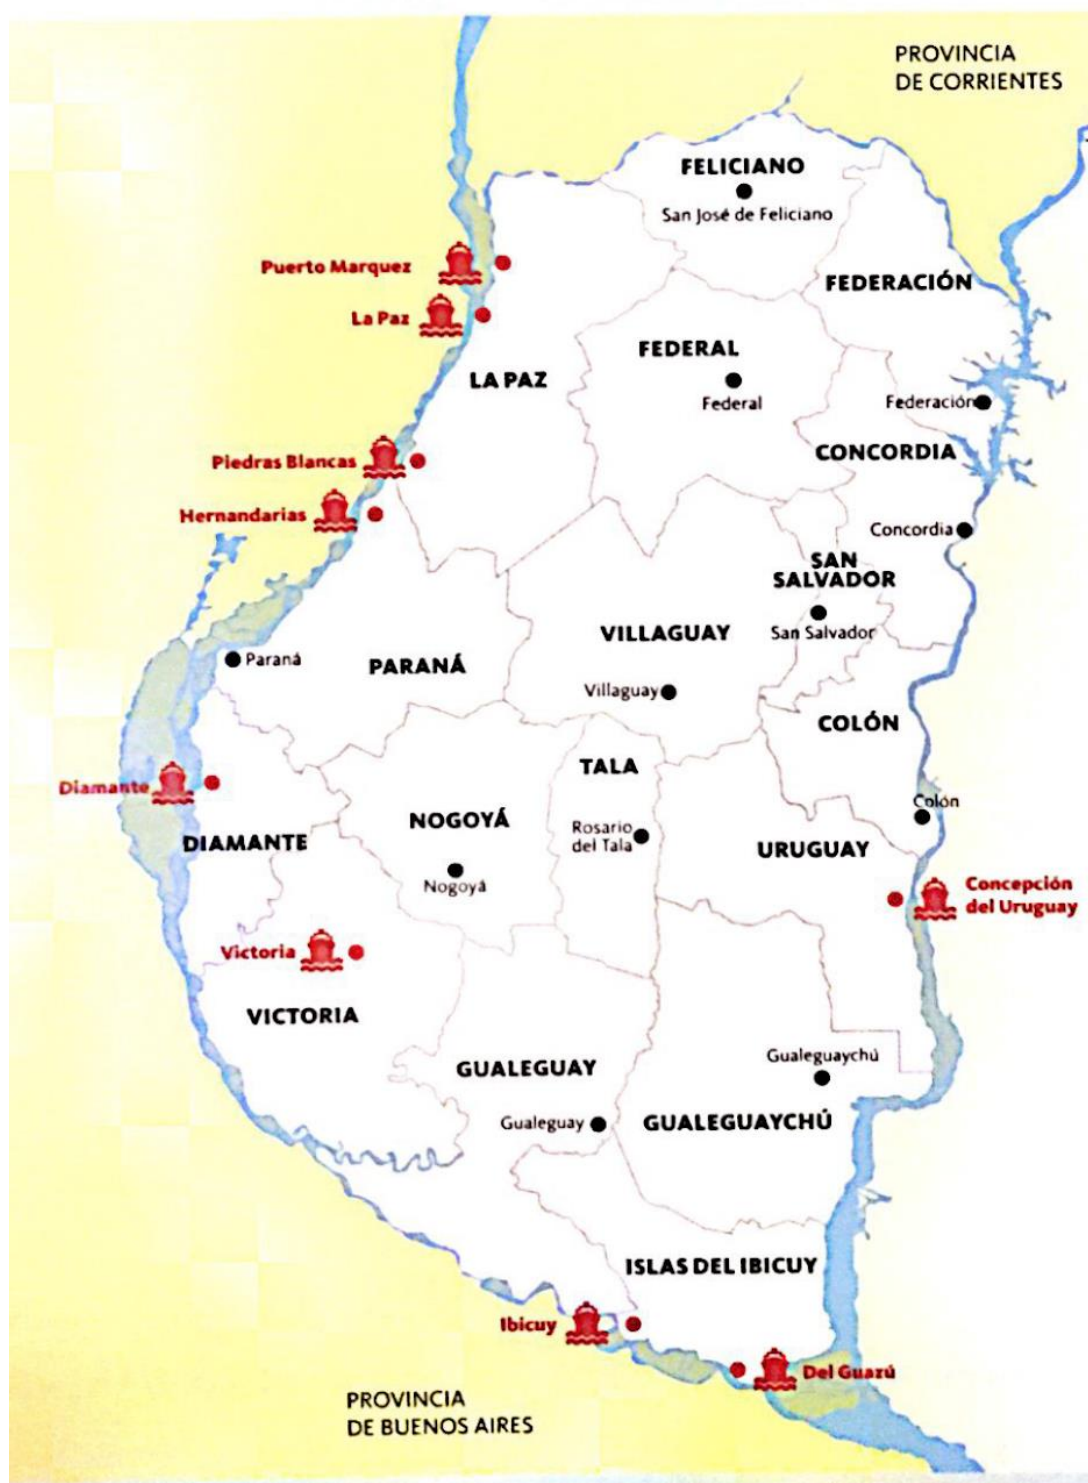 PROVINCIA
DE CORRIENTES
FELICIANO
San José de Feliciano
Puerto Marquez
FEDERACIÓN
La Paz
FEDERAL
LA PAZ
Federal
Federación
CONCORDIA
Piedras Blancas
Hernandarias
Concordia
SAN
SALVADOR
San Salvador
VILLAGUAY
Paraná
PARANÁ
Villaguay
COLÓN
TALA
Diamante
Colón
NOGOYÁ
Rosario
del Tala
DIAMANTE
URUGUAY
Nogoyá
Concepción
del Uruguay
Victoria
VICTORIA
Gualeguaychú
GUALEGUAY
Gualeguay
GUALEGUAYCHÚ
ISLAS DEL IBICUY
Ibicuy
Del Guazú
PROVINCIA
DE BUENOS AIRES